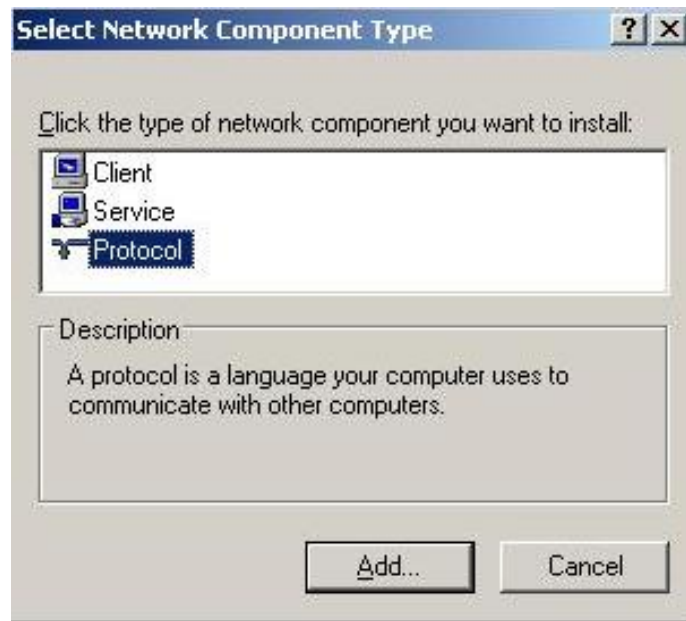 Select Network Component Type
Click the type of network component you want to install:
Client
Service
Protocol
Description
A protocol is a language your computer uses to
communicate with other computers.
Add...
Cancel